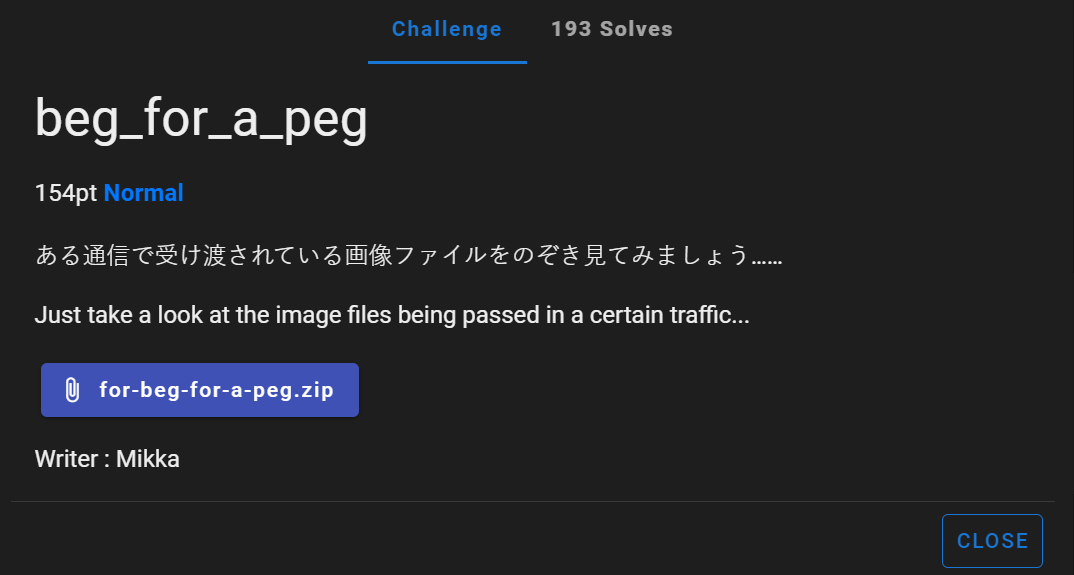 Challenge 193 Solves
beg_for_a_peg
154pt Normal
ある通信で受け渡されている画像ファイルをのぞき見てみましょう……
Just take a look at the image files being passed in a certain traffic...
for-beg-for-a-peg.zip
Writer : Mikka
CLOSE